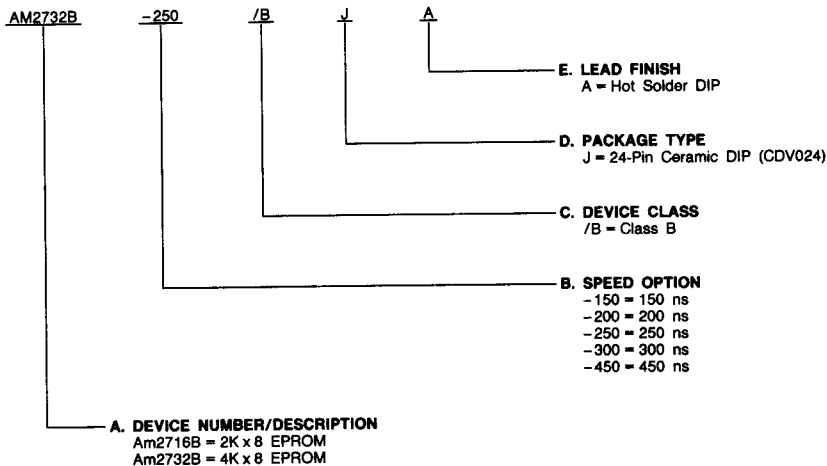 AM2732B -250 /B J A
E. LEAD FINISH
A = Hot Solder DIP
D. PACKAGE TYPE
J = 24-Pin Ceramic DIP (CDV024)
C. DEVICE CLASS
/B = Class B
B. SPEED OPTION
-150 = 150 ns
-200 = 200 ns
-250 = 250 ns
-300 = 300 ns
-450 = 450 ns
A. DEVICE NUMBER/DESCRIPTION
Am2716B = 2K x 8 EPROM
Am2732B = 4K x 8 EPROM